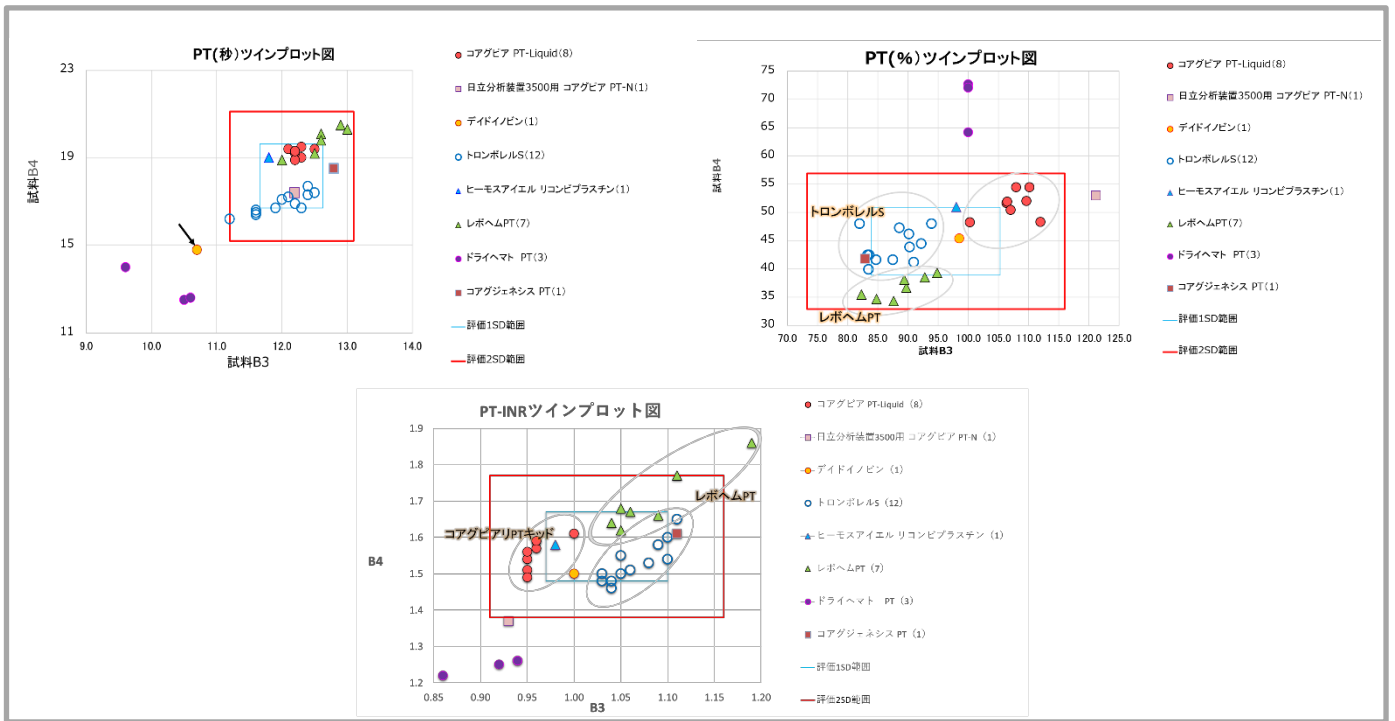 PT(秒)ツインプロット図
23
19
15
11
試料B4
9.0 10.0 11.0 12.0 13.0 14.0
試料B3
コアグピア PT-Liquid(8)
日立分析装置3500用 コアグピア PT-N(1)
デイドイノビン(1)
トロンボレルS(12)
ヒーモスアイエル リコンビプラスチン(1)
レボヘムPT(7)
ドライヘマト PT(3)
コアグジェネシス PT(1)
評価1SD範囲
評価2SD範囲
PT(%)ツインプロット図
75
70
65
60
55
50
45
40
35
30
試料B4
トロンボレルS
レボヘムPT
70.0 75.0 80.0 85.0 90.0 95.0 100.0 105.0 110.0 115.0 120.0 125.0
試料B3
コアグピア PT-Liquid(8)
日立分析装置3500用 コアグピア PT-N(1)
デイドイノビン(1)
トロンボレルS(12)
ヒーモスアイエル リコンビプラスチン(1)
レボヘムPT(7)
ドライヘマト PT(3)
コアグジェネシス PT(1)
評価1SD範囲
評価2SD範囲
PT-INRツインプロット図
1.9
1.8
1.7
1.6
1.5
1.4
1.3
1.2
B4
レボヘムPT
コアグピアリPTキッド
0.85 0.90 0.95 1.00 1.05 1.10 1.15 1.20
B3
コアグピア PT-Liquid（8）
日立分析装置3500用 コアグピア PT-N（1）
デイドイノビン（1）
トロンボレルS（12）
ヒーモスアイエル リコンビプラスチン（1）
レボヘムPT（7）
ドライヘマト　PT（3）
コアグジェネシス PT（1）
評価1SD範囲
評価2SD範囲